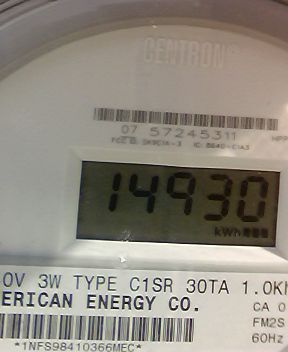 CENTRON®
07 57245311
14930
kWh
0V 3W TYPE C1SR 30TA 1.0Kh
ERICAN ENERGY CO.
CA 0
FM2S
60Hz
*1NFS98410366MEC*